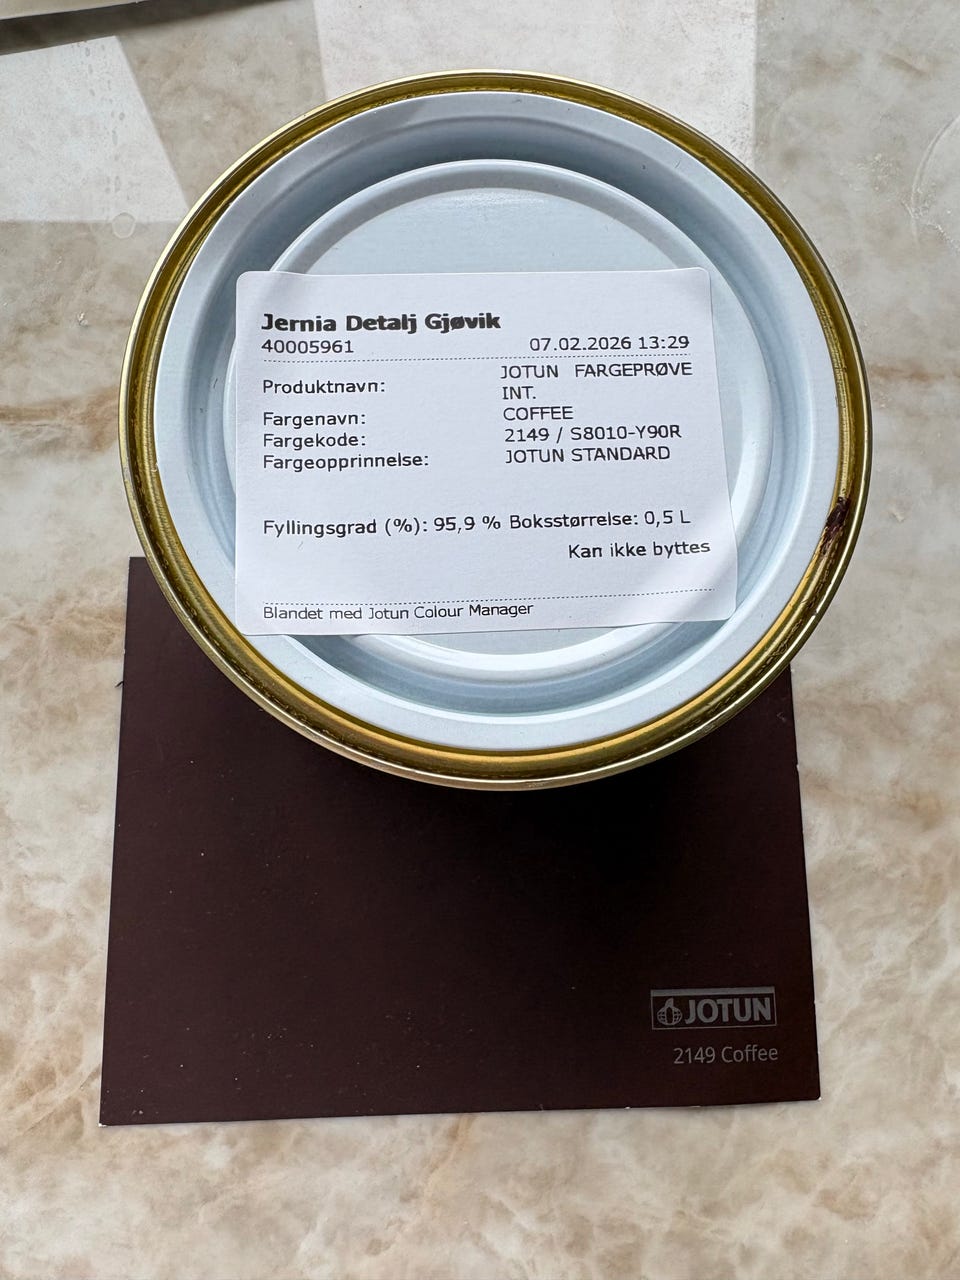 Jernia Detalj Gjøvik
40005961 07.02.2026 13:29
Produktnavn: JOTUN FARGEPRØVE
INT.
Fargenavn: COFFEE
Fargekode: 2149 / S8010-Y90R
Fargeopprinnelse: JOTUN STANDARD
Fyllingsgrad (%): 95,9 % Boksstørrelse: 0,5 L
Kan ikke byttes
Blandet med Jotun Colour Manager
JOTUN
2149 Coffee